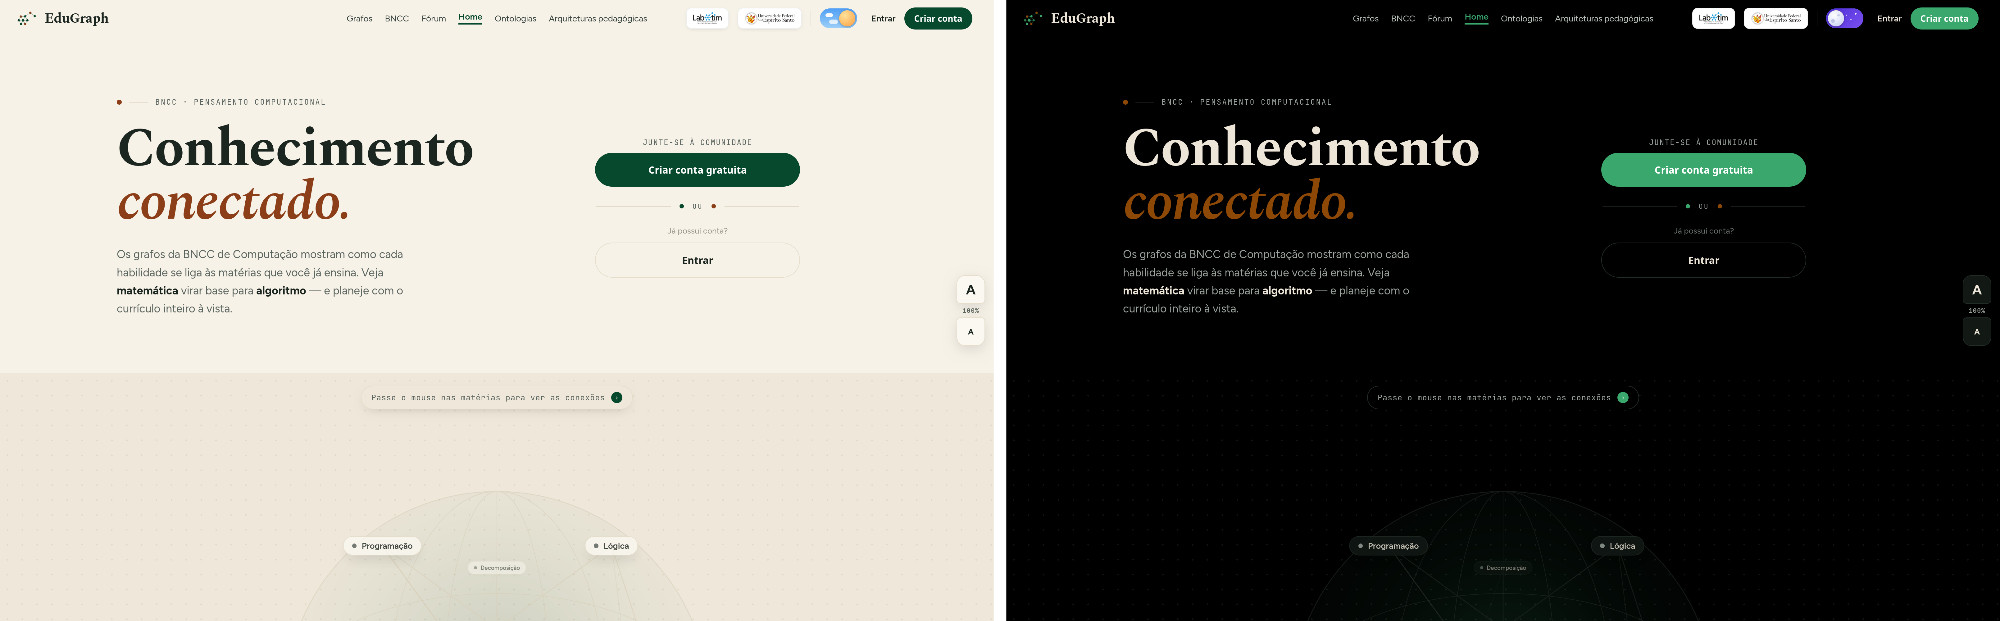 EduGraph
Grafos BNCC Fórum Home Ontologias Arquiteturas pedagógicas
Entrar
Criar conta
BNCC · PENSAMENTO COMPUTACIONAL
Conhecimento
conectado.
Os grafos da BNCC de Computação mostram como cada
habilidade se liga às matérias que você já ensina. Veja
matemática virar base para algoritmo — e planeje com o
currículo inteiro à vista.
JUNTE-SE À COMUNIDADE
Criar conta gratuita
OU
Já possui conta?
Entrar
A
100%
A
Passe o mouse nas matérias para ver as conexões
Programação
Lógica
Decomposição
EduGraph
Grafos BNCC Fórum Home Ontologias Arquiteturas pedagógicas
Entrar
Criar conta
BNCC · PENSAMENTO COMPUTACIONAL
Conhecimento
conectado.
Os grafos da BNCC de Computação mostram como cada
habilidade se liga às matérias que você já ensina. Veja
matemática virar base para algoritmo — e planeje com o
currículo inteiro à vista.
JUNTE-SE À COMUNIDADE
Criar conta gratuita
OU
Já possui conta?
Entrar
A
100%
A
Passe o mouse nas matérias para ver as conexões
Programação
Lógica
Decomposição